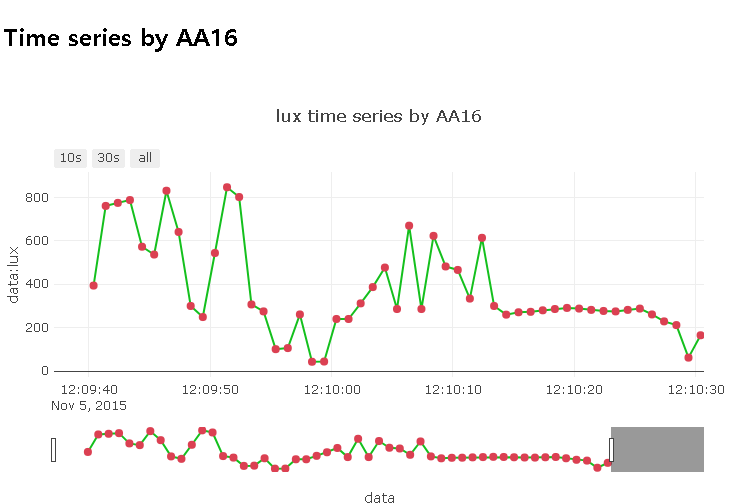 Time series by AA16
lux time series by AA16
10s 30s all
800
600
400
200
0
data:lux
12:09:40 12:09:50 12:10:00 12:10:10 12:10:20 12:10:30
Nov 5, 2015
data